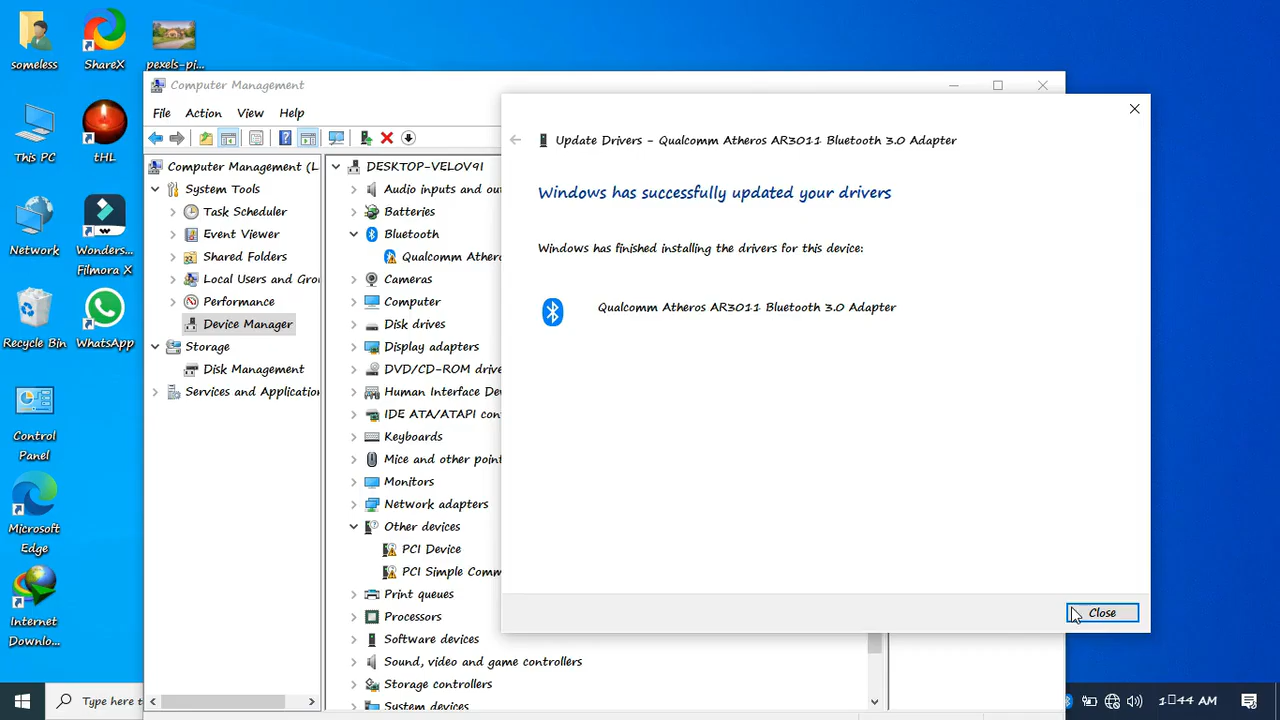 someless
ShareX
pexels-pi...
This PC
tHL
Network
Wonders...
Filmora X
Recycle Bin
WhatsApp
Control
Panel
Microsoft
Edge
Internet
Downlo...
Computer Management
File Action View Help
Computer Management (L
System Tools
Task Scheduler
Event Viewer
Shared Folders
Local Users and Gro
Performance
Device Manager
Storage
Disk Management
Services and Application
DESKTOP-VELOV9I
Audio inputs and ou
Batteries
Bluetooth
Qualcomm Athero
Cameras
Computer
Disk drives
Display adapters
DVD/CD-ROM drive
Human Interface De
IDE ATA/ATAPI con
Keyboards
Mice and other point
Monitors
Network adapters
Other devices
PCI Device
PCI Simple Comm
Print queues
Processors
Software devices
Sound, video and game controllers
Storage controllers
System devices
Update Drivers - Qualcomm Atheros AR3011 Bluetooth 3.0 Adapter
Windows has successfully updated your drivers
Windows has finished installing the drivers for this device:
Qualcomm Atheros AR3011 Bluetooth 3.0 Adapter
Close
Type here t
1:44 AM